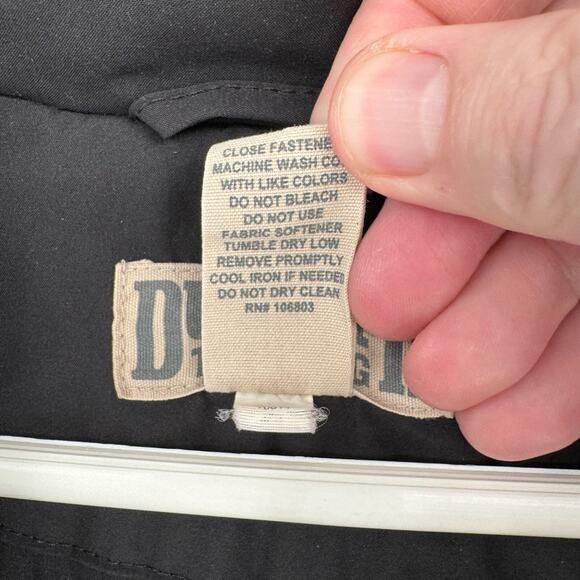 CLOSE FASTENE
MACHINE WASH CO
WITH LIKE COLORS
DO NOT BLEACH
DO NOT USE
FABRIC SOFTENER
TUMBLE DRY LOW
REMOVE PROMPTLY
COOL IRON IF NEEDED
DO NOT DRY CLEAN
RN# 106803
DU